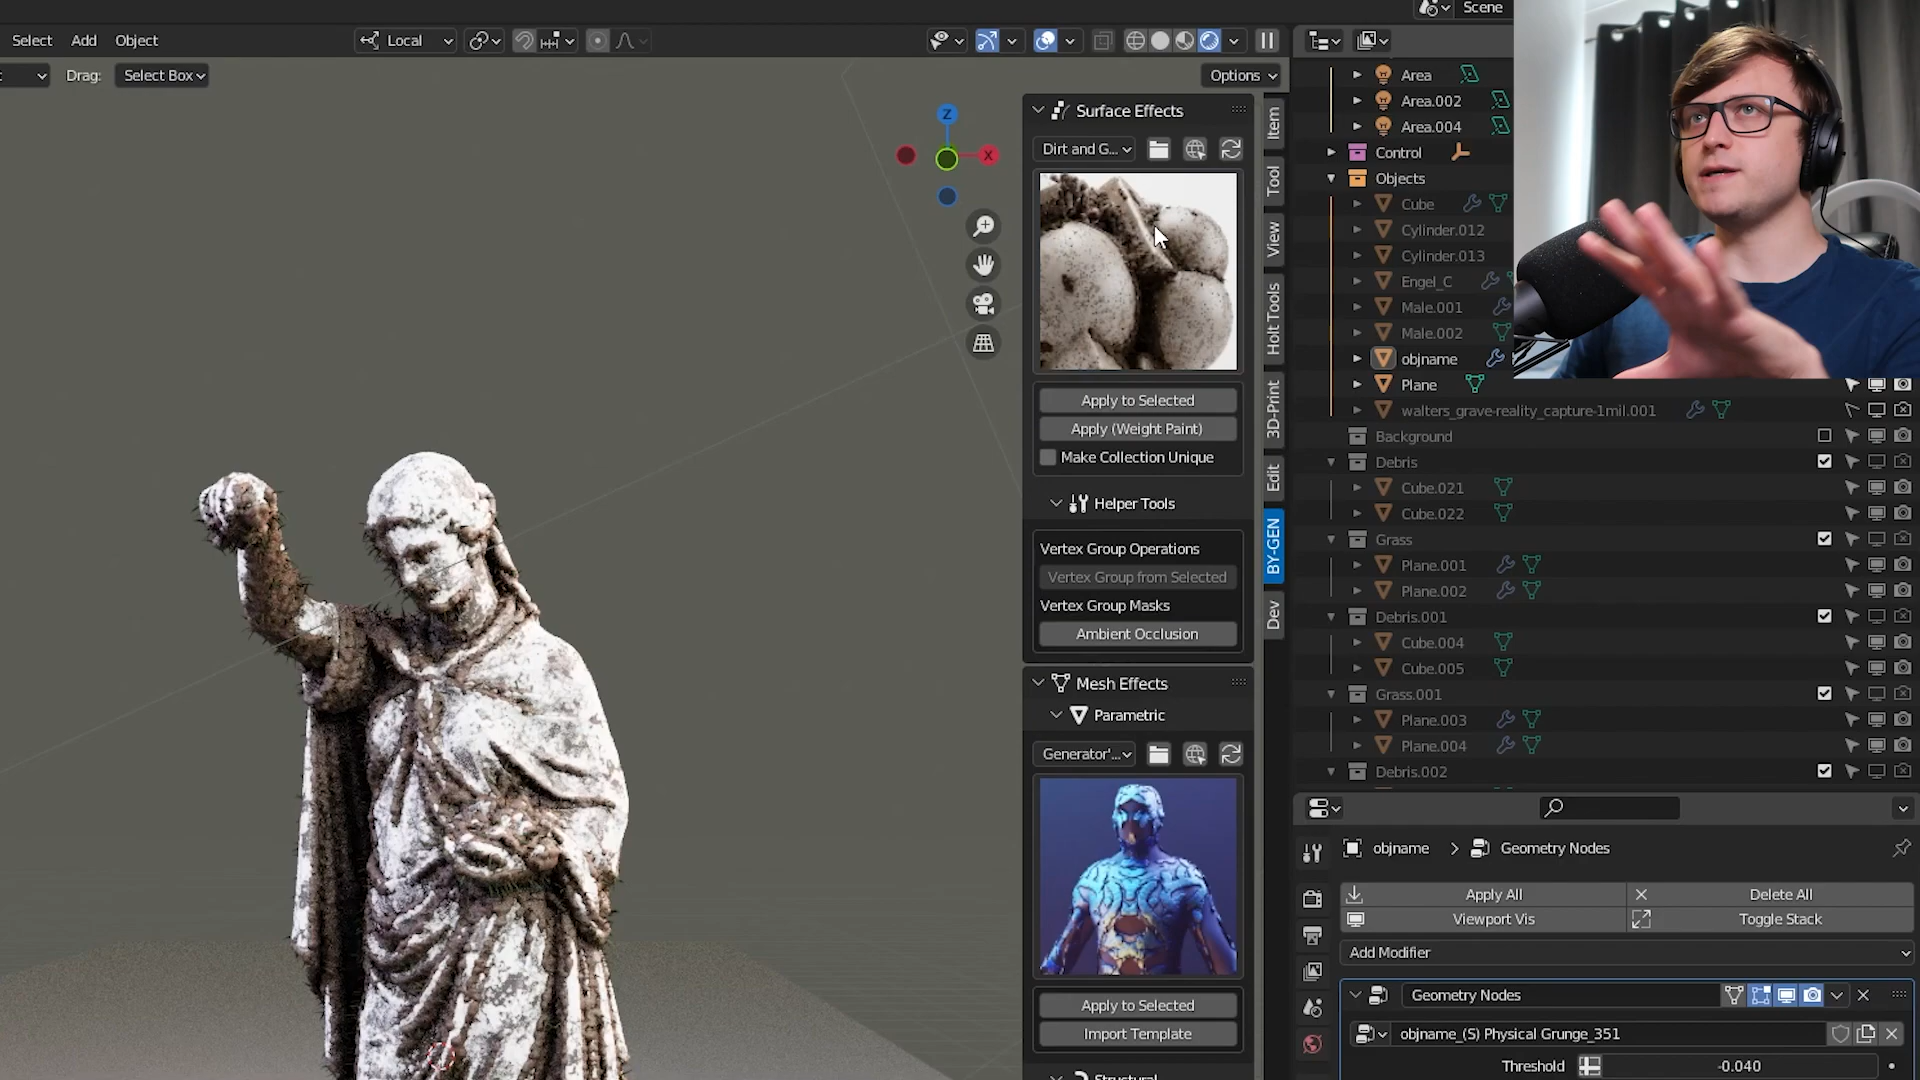 Scene
Select Add Object
Local
Drag: Select Box
Options
Z
X
Surface Effects
Dirt and G...
Apply to Selected
Apply (Weight Paint)
Make Collection Unique
Helper Tools
Vertex Group Operations
Vertex Group from Selected
Vertex Group Masks
Ambient Occlusion
Mesh Effects
Parametric
Generator'...
Apply to Selected
Import Template
Structural
Item
Tool
View
Holt Tools
3D-Print
Edit
BY-GEN
Dev
Area
Area.002
Area.004
Control
Objects
Cube
Cylinder.012
Cylinder.013
Engel_C
Male.001
Male.002
objname
Plane
walters_grave-reality_capture-1mil.001
Background
Debris
Cube.021
Cube.022
Grass
Plane.001
Plane.002
Debris.001
Cube.004
Cube.005
Grass.001
Plane.003
Plane.004
Debris.002
objname > Geometry Nodes
Apply All Delete All
Viewport Vis Toggle Stack
Add Modifier
Geometry Nodes
objname_(S) Physical Grunge_351
Threshold -0.040